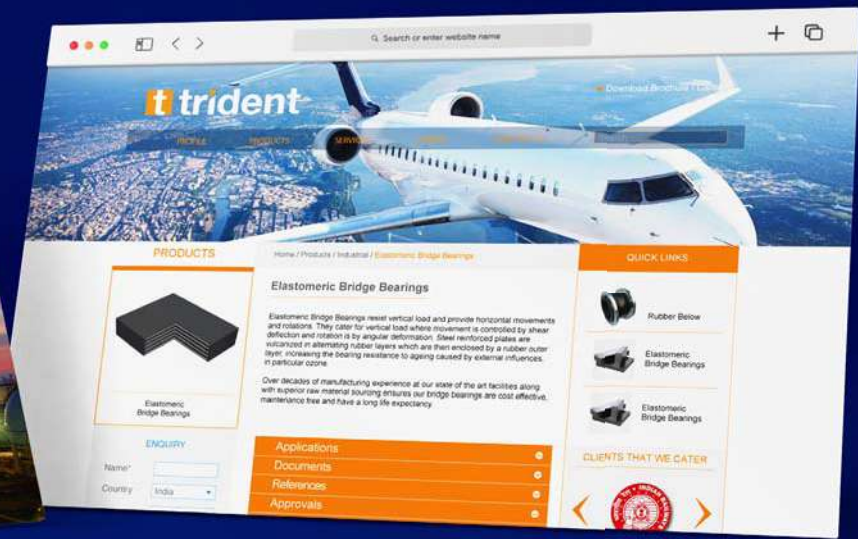 Search or enter website name
t trident
Download Brochure /
PROFILE PRODUCTS
PRODUCTS
Elastomeric
Bridge Bearings
ENQUIRY
Name*
Country India
Home / Products / Industrial / Elastomeric Bridge Bearings
Elastomeric Bridge Bearings
Elastomeric Bridge Bearings resist vertical load and provide horizontal movements
and rotations. They cater for vertical load where movement is controlled by shear
deflection and rotation is by angular deformation. Steel reinforced plates are
vulcanized in alternating rubber layers which are then enclosed by a rubber outer
layer, increasing the bearing resistance to ageing caused by external influences,
in particular ozone.
Over decades of manufacturing experience at our state of the art facilities along
with superior raw material sourcing ensures our bridge bearings are cost effective,
maintenance free and have a long life expectancy.
Applications
Documents
References
Approvals
QUICK LINKS
Rubber Below
Elastomeric
Bridge Bearings
Elastomeric
Bridge Bearings
CLIENTS THAT WE CATER
INDIAN RAILWAYS